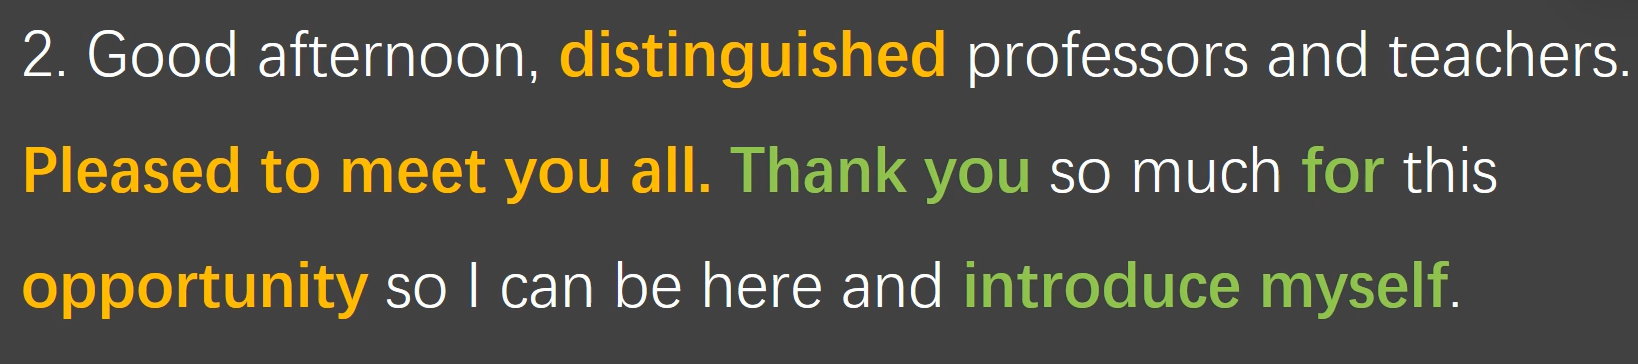 2. Good afternoon, distinguished professors and teachers.
Pleased to meet you all. Thank you so much for this
opportunity so I can be here and introduce myself.